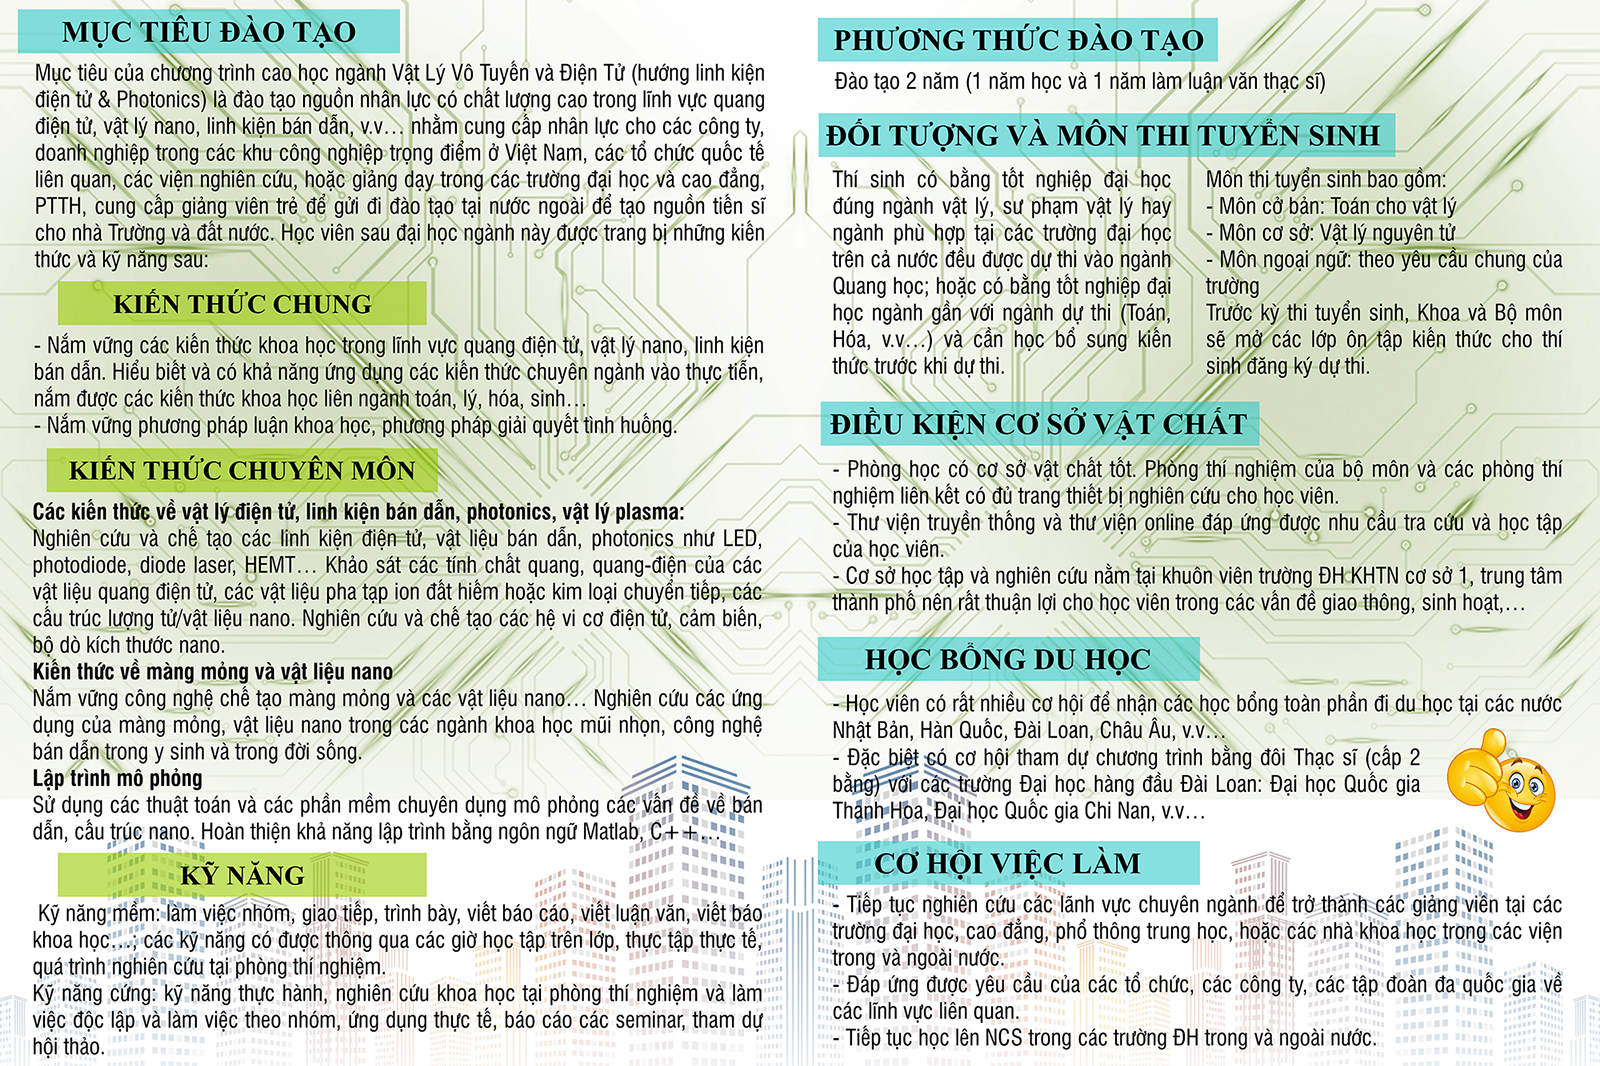 MỤC TIÊU ĐÀO TẠO
Mục tiêu của chương trình cao học ngành Vật Lý Vô Tuyến và Điện Tử (hướng linh kiện
điện tử & Photonics) là đào tạo nguồn nhân lực có chất lượng cao trong lĩnh vực quang
điện tử, vật lý nano, linh kiện bán dẫn, v.v… nhằm cung cấp nhân lực cho các công ty,
doanh nghiệp trong các khu công nghiệp trọng điểm ở Việt Nam, các tổ chức quốc tế
liên quan, các viện nghiên cứu, hoặc giảng dạy trong các trường đại học và cao đẳng,
PTTH, cung cấp giảng viên trẻ để gửi đi đào tạo tại nước ngoài để tạo nguồn tiến sĩ
cho nhà Trường và đất nước. Học viên sau đại học ngành này được trang bị những kiến
thức và kỹ năng sau:
KIẾN THỨC CHUNG
- Nắm vững các kiến thức khoa học trong lĩnh vực quang điện tử, vật lý nano, linh kiện
bán dẫn. Hiểu biết và có khả năng ứng dụng các kiến thức chuyên ngành vào thực tiễn,
nắm được các kiến thức khoa học liên ngành toán, lý, hóa, sinh…
- Nắm vững phương pháp luận khoa học, phương pháp giải quyết tình huống.
KIẾN THỨC CHUYÊN MÔN
Các kiến thức về vật lý điện tử, linh kiện bán dẫn, photonics, vật lý plasma:
Nghiên cứu và chế tạo các linh kiện điện tử, vật liệu bán dẫn, photonics như LED,
photodiode, diode laser, HEMT… Khảo sát các tính chất quang, quang-điện của các
vật liệu quang điện tử, các vật liệu pha tạp ion đất hiếm hoặc kim loại chuyển tiếp, các
cấu trúc lượng tử/vật liệu nano. Nghiên cứu và chế tạo các hệ vi cơ điện tử, cảm biến,
bộ dò kích thước nano.
Kiến thức về màng mỏng và vật liệu nano
Nắm vững công nghệ chế tạo màng mỏng và các vật liệu nano… Nghiên cứu các ứng
dụng của màng mỏng, vật liệu nano trong các ngành khoa học mũi nhọn, công nghệ
bán dẫn trong y sinh và trong đời sống.
Lập trình mô phỏng
Sử dụng các thuật toán và các phần mềm chuyên dụng mô phỏng các vấn đề về bán
dẫn, cấu trúc nano. Hoàn thiện khả năng lập trình bằng ngôn ngữ Matlab, C++…
KỸ NĂNG
Kỹ năng mềm: làm việc nhóm, giao tiếp, trình bày, viết báo cáo, viết luận văn, viết báo
khoa học…, các kỹ năng có được thông qua các giờ học tập trên lớp, thực tập thực tế,
quá trình nghiên cứu tại phòng thí nghiệm.
Kỹ năng cứng: kỹ năng thực hành, nghiên cứu khoa học tại phòng thí nghiệm và làm
việc độc lập và làm việc theo nhóm, ứng dụng thực tế, báo cáo các seminar, tham dự
hội thảo.
PHƯƠNG THỨC ĐÀO TẠO
Đào tạo 2 năm (1 năm học và 1 năm làm luận văn thạc sĩ)
ĐỐI TƯỢNG VÀ MÔN THI TUYỂN SINH
Thí sinh có bằng tốt nghiệp đại học
đúng ngành vật lý, sư phạm vật lý hay
ngành phù hợp tại các trường đại học
trên cả nước đều được dự thi vào ngành
Quang học; hoặc có bằng tốt nghiệp đại
học ngành gần với ngành dự thi (Toán,
Hóa, v.v…) và cần học bổ sung kiến
thức trước khi dự thi.
Môn thi tuyển sinh bao gồm:
- Môn cở bản: Toán cho vật lý
- Môn cơ sở: Vật lý nguyên tử
- Môn ngoại ngữ: theo yêu cầu chung của
trường
Trước kỳ thi tuyển sinh, Khoa và Bộ môn
sẽ mở các lớp ôn tập kiến thức cho thí
sinh đăng ký dự thi.
ĐIỀU KIỆN CƠ SỞ VẬT CHẤT
- Phòng học có cơ sở vật chất tốt. Phòng thí nghiệm của bộ môn và các phòng thí
nghiệm liên kết có đủ trang thiết bị nghiên cứu cho học viên.
- Thư viện truyền thống và thư viện online đáp ứng được nhu cầu tra cứu và học tập
của học viên.
- Cơ sở học tập và nghiên cứu nằm tại khuôn viên trường ĐH KHTN cơ sở 1, trung tâm
thành phố nên rất thuận lợi cho học viên trong các vấn đề giao thông, sinh hoạt,…
HỌC BỔNG DU HỌC
- Học viên có rất nhiều cơ hội để nhận các học bổng toàn phần đi du học tại các nước
Nhật Bản, Hàn Quốc, Đài Loan, Châu Âu, v.v…
- Đặc biệt có cơ hội tham dự chương trình bằng đôi Thạc sĩ (cấp 2
bằng) với các trường Đại học hàng đầu Đài Loan: Đại học Quốc gia
Thanh Hoa, Đại học Quốc gia Chi Nan, v.v…
CƠ HỘI VIỆC LÀM
- Tiếp tục nghiên cứu các lãnh vực chuyên ngành để trở thành các giảng viên tại các
trường đại học, cao đẳng, phổ thông trung học, hoặc các nhà khoa học trong các viện
trong và ngoài nước.
- Đáp ứng được yêu cầu của các tổ chức, các công ty, các tập đoàn đa quốc gia về
các lĩnh vực liên quan.
- Tiếp tục học lên NCS trong các trường ĐH trong và ngoài nước.